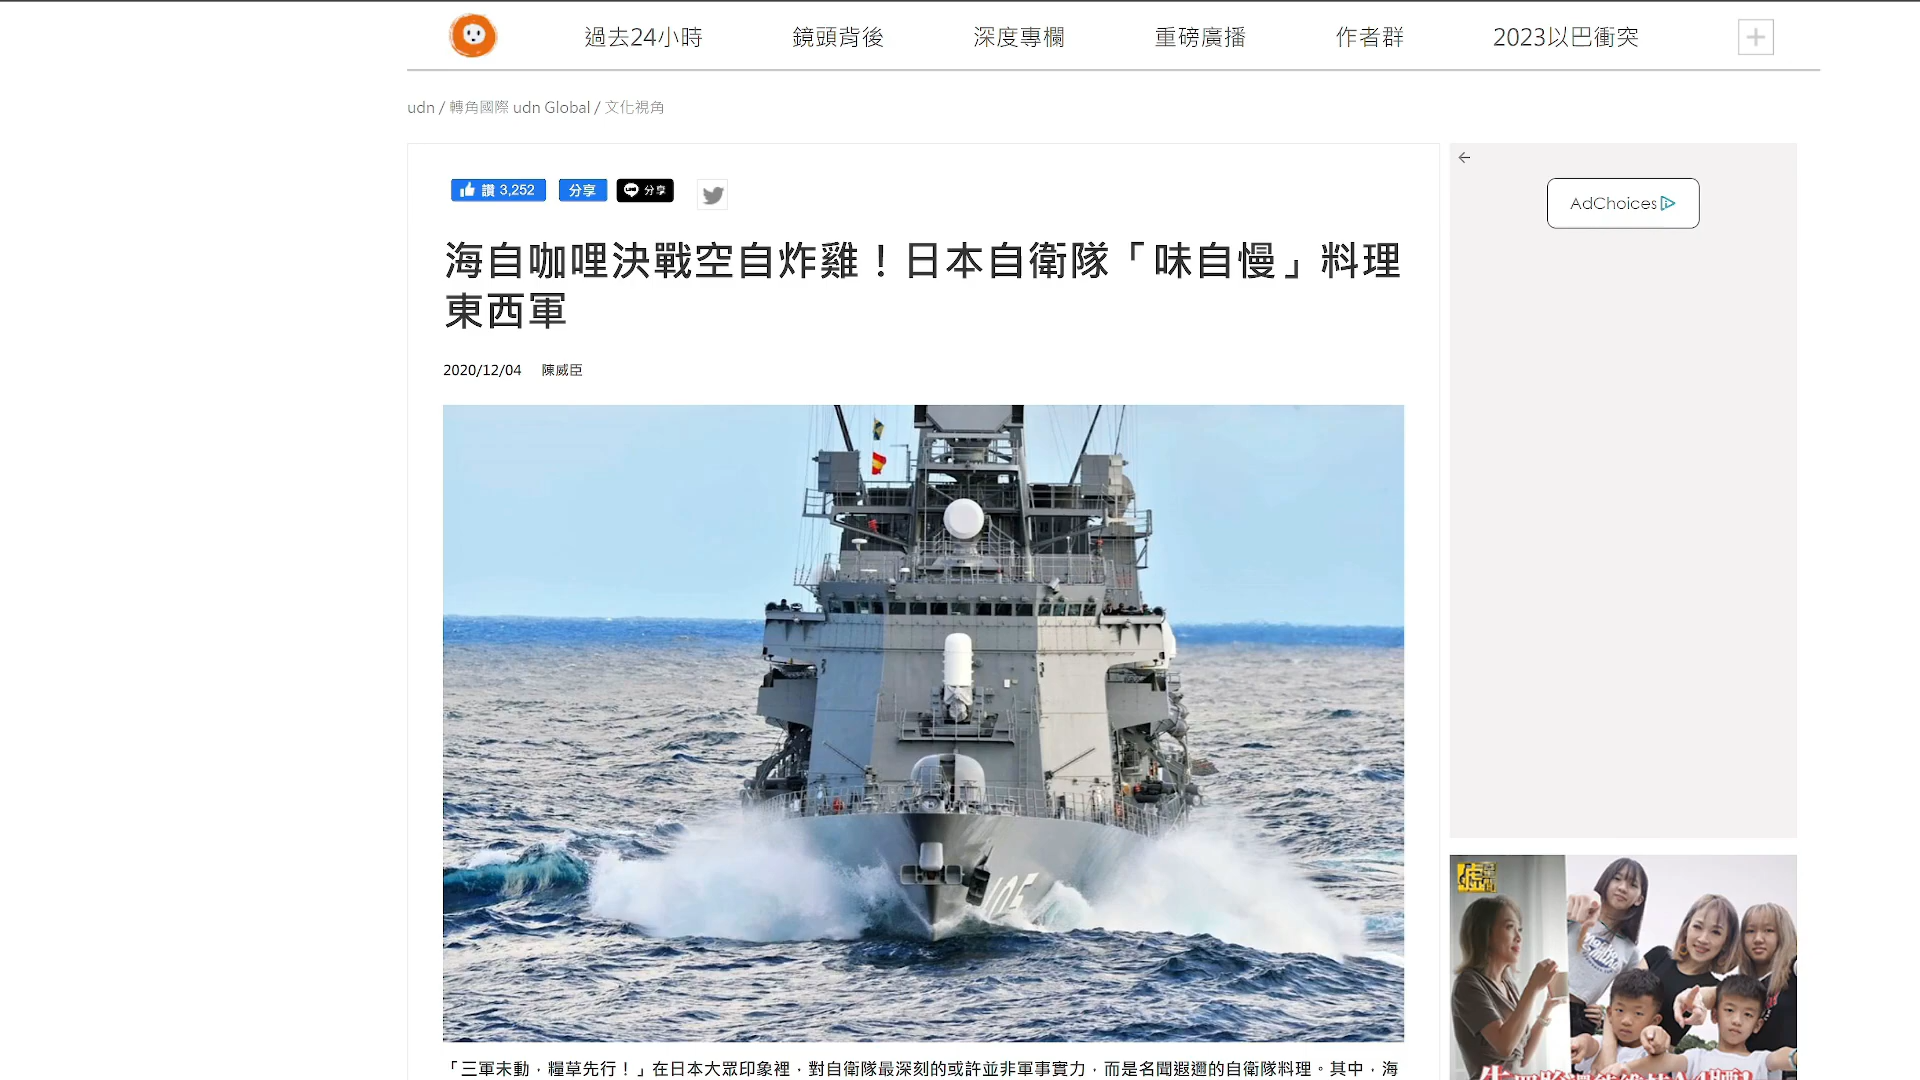 過去24小時 鏡頭背後 深度專欄 重磅廣播 作者群 2023以巴衝突
udn / 轉角國際 udn Global / 文化視角
讚 3,252 分享 分享
AdChoices
海自咖哩決戰空自炸雞！日本自衛隊「味自慢」料理
東西軍
2020/12/04 陳威臣
105
「三軍未動，糧草先行！」在日本大眾印象裡，對自衛隊最深刻的或許並非軍事實力，而是名聞遐邇的自衛隊料理。其中，海